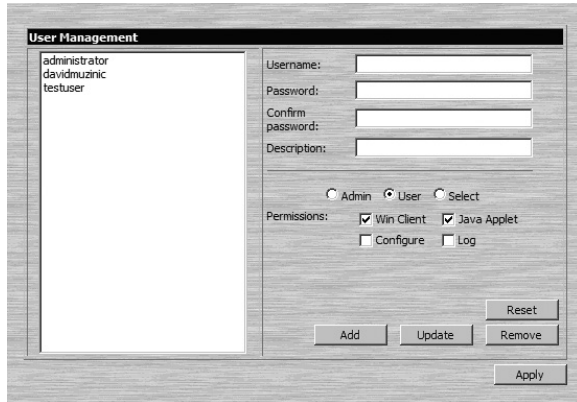 User Management
administrator
davidmuzinic
testuser
Username:
Password:
Confirm
password:
Description:
Admin User Select
Permissions: Win Client Java Applet
Configure Log
Reset
Add Update Remove
Apply